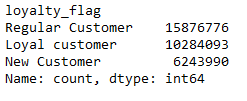 loyalty_flag
Regular Customer    15876776
Loyal customer      10284093
New Customer         6243990
Name: count, dtype: int64